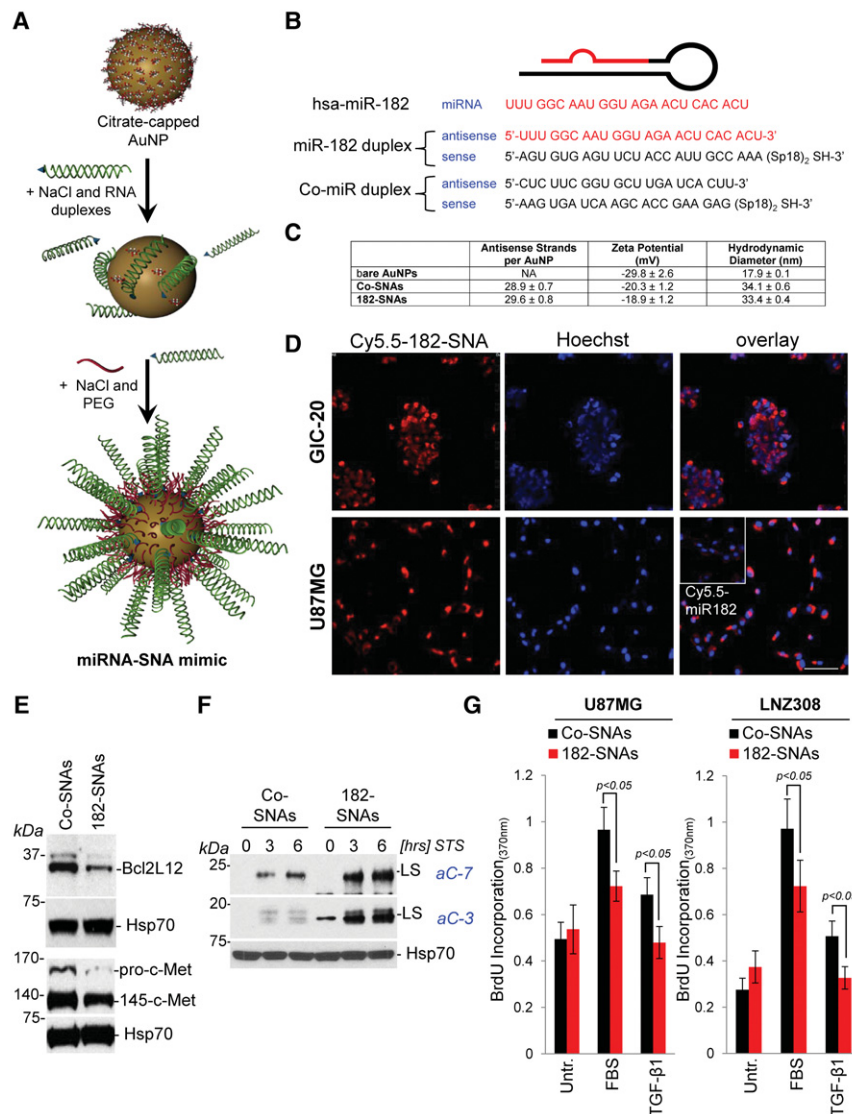 A
Citrate-capped
AuNP
+ NaCl and RNA
duplexes
+ NaCl and
PEG
miRNA-SNA mimic
B
hsa-miR-182 miRNA UUU GGC AAU GGU AGA ACU CAC ACU
miR-182 duplex antisense 5'-UUU GGC AAU GGU AGA ACU CAC ACU-3'
sense 5'-AGU GUG AGU UCU ACC AUU GCC AAA (Sp18)2 SH-3'
Co-miR duplex antisense 5'-CUC UUC GGU GCU UGA UCA CUU-3'
sense 5'-AAG UGA UCA AGC ACC GAA GAG (Sp18)2 SH-3'
C
Antisense Strands per AuNP Zeta Potential (mV) Hydrodynamic Diameter (nm)
bare AuNPs NA -29.8 ± 2.6 17.9 ± 0.1
Co-SNAs 28.9 ± 0.7 -20.3 ± 1.2 34.1 ± 0.6
182-SNAs 29.6 ± 0.8 -18.9 ± 1.2 33.4 ± 0.4
D
Cy5.5-182-SNA Hoechst overlay
GIC-20
U87MG
Cy5.5-
miR182
E
Co-SNAs 182-SNAs
kDa
37-
-Bcl2L12
75-
-Hsp70
170-
-pro-c-Met
140- -145-c-Met
75-
-Hsp70
F
Co-SNAs 182-SNAs
kDa 0 3 6 0 3 6 [hrs] STS
25- -LS aC-7
20- -LS aC-3
75- -Hsp70
G
U87MG LNZ308
Co-SNAs Co-SNAs
182-SNAs 182-SNAs
BrdU Incorporation(370nm)
1.2
1
0.8
0.6
0.4
0.2
0
p<0.05
p<0.05
Untr. FBS TGF-β1
BrdU Incorporation(370nm)
1.2
1
0.8
0.6
0.4
0.2
0
p<0.05
p<0.0
Untr. FBS TGF-β1